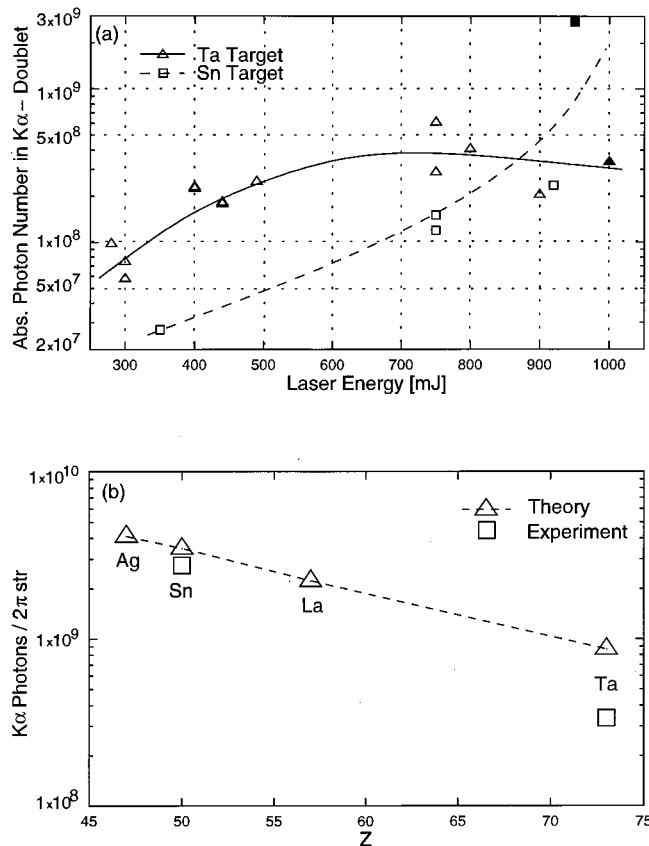 (a)
Ta Target
Sn Target
3x10⁹
1x10⁹
5x10⁸
1x10⁸
5x10⁷
2x10⁷
Abs. Photon Number in Kα – Doublet
300 400 500 600 700 800 900 1000
Laser Energy [mJ]
(b)
Theory
Experiment
1x10¹⁰
1x10⁹
1x10⁸
Kα Photons / 2π str
Ag
Sn
La
Ta
45 50 55 60 65 70 75
Z